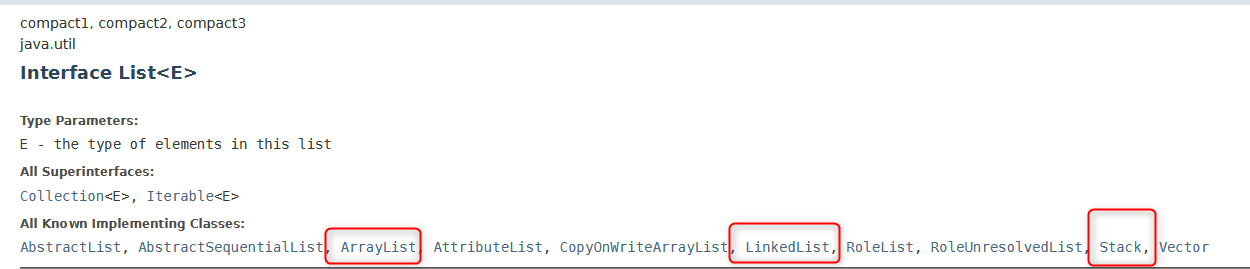 compact1, compact2, compact3
java.util
Interface List<E>
Type Parameters:
E - the type of elements in this list
All Superinterfaces:
Collection<E>, Iterable<E>
All Known Implementing Classes:
AbstractList, AbstractSequentialList, ArrayList, AttributeList, CopyOnWriteArrayList, LinkedList, RoleList, RoleUnresolvedList, Stack, Vector